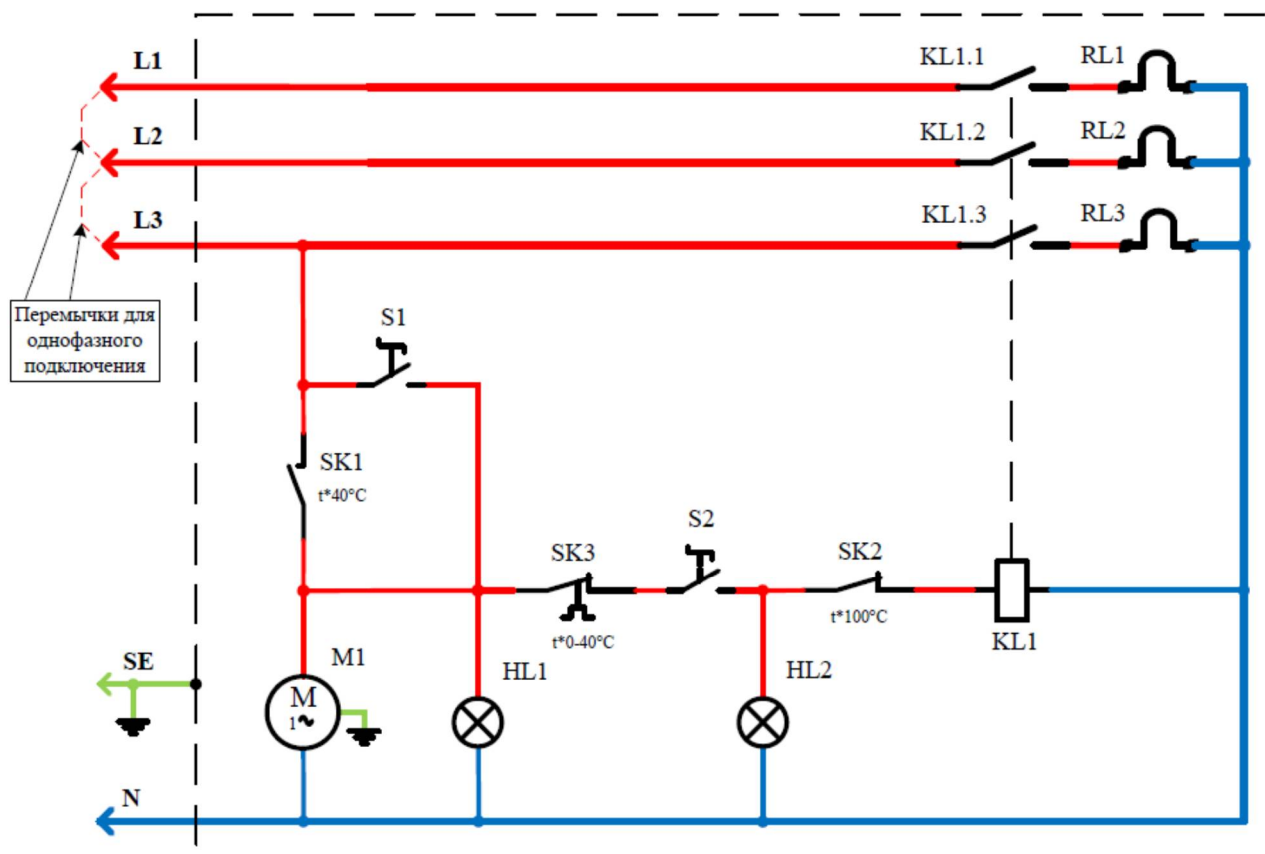 L1
KL1.1
RL1
L2
KL1.2
RL2
L3
KL1.3
RL3
Перемычки для
однофазного
подключения
S1
SK1
t*40°C
SK3
t*0-40°C
S2
SK2
t*100°C
KL1
SE
M1
M
1~
HL1
HL2
N